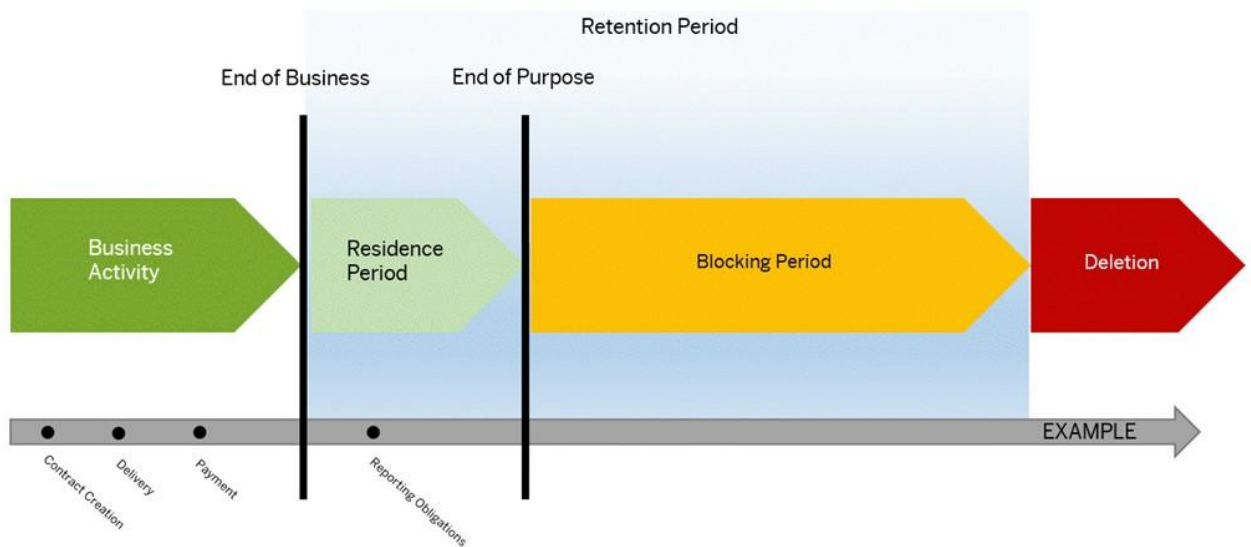 Retention Period
End of Business
End of Purpose
Business
Activity
Residence
Period
Blocking Period
Deletion
EXAMPLE
Contract Creation
Delivery
Payment
Reporting Obligations